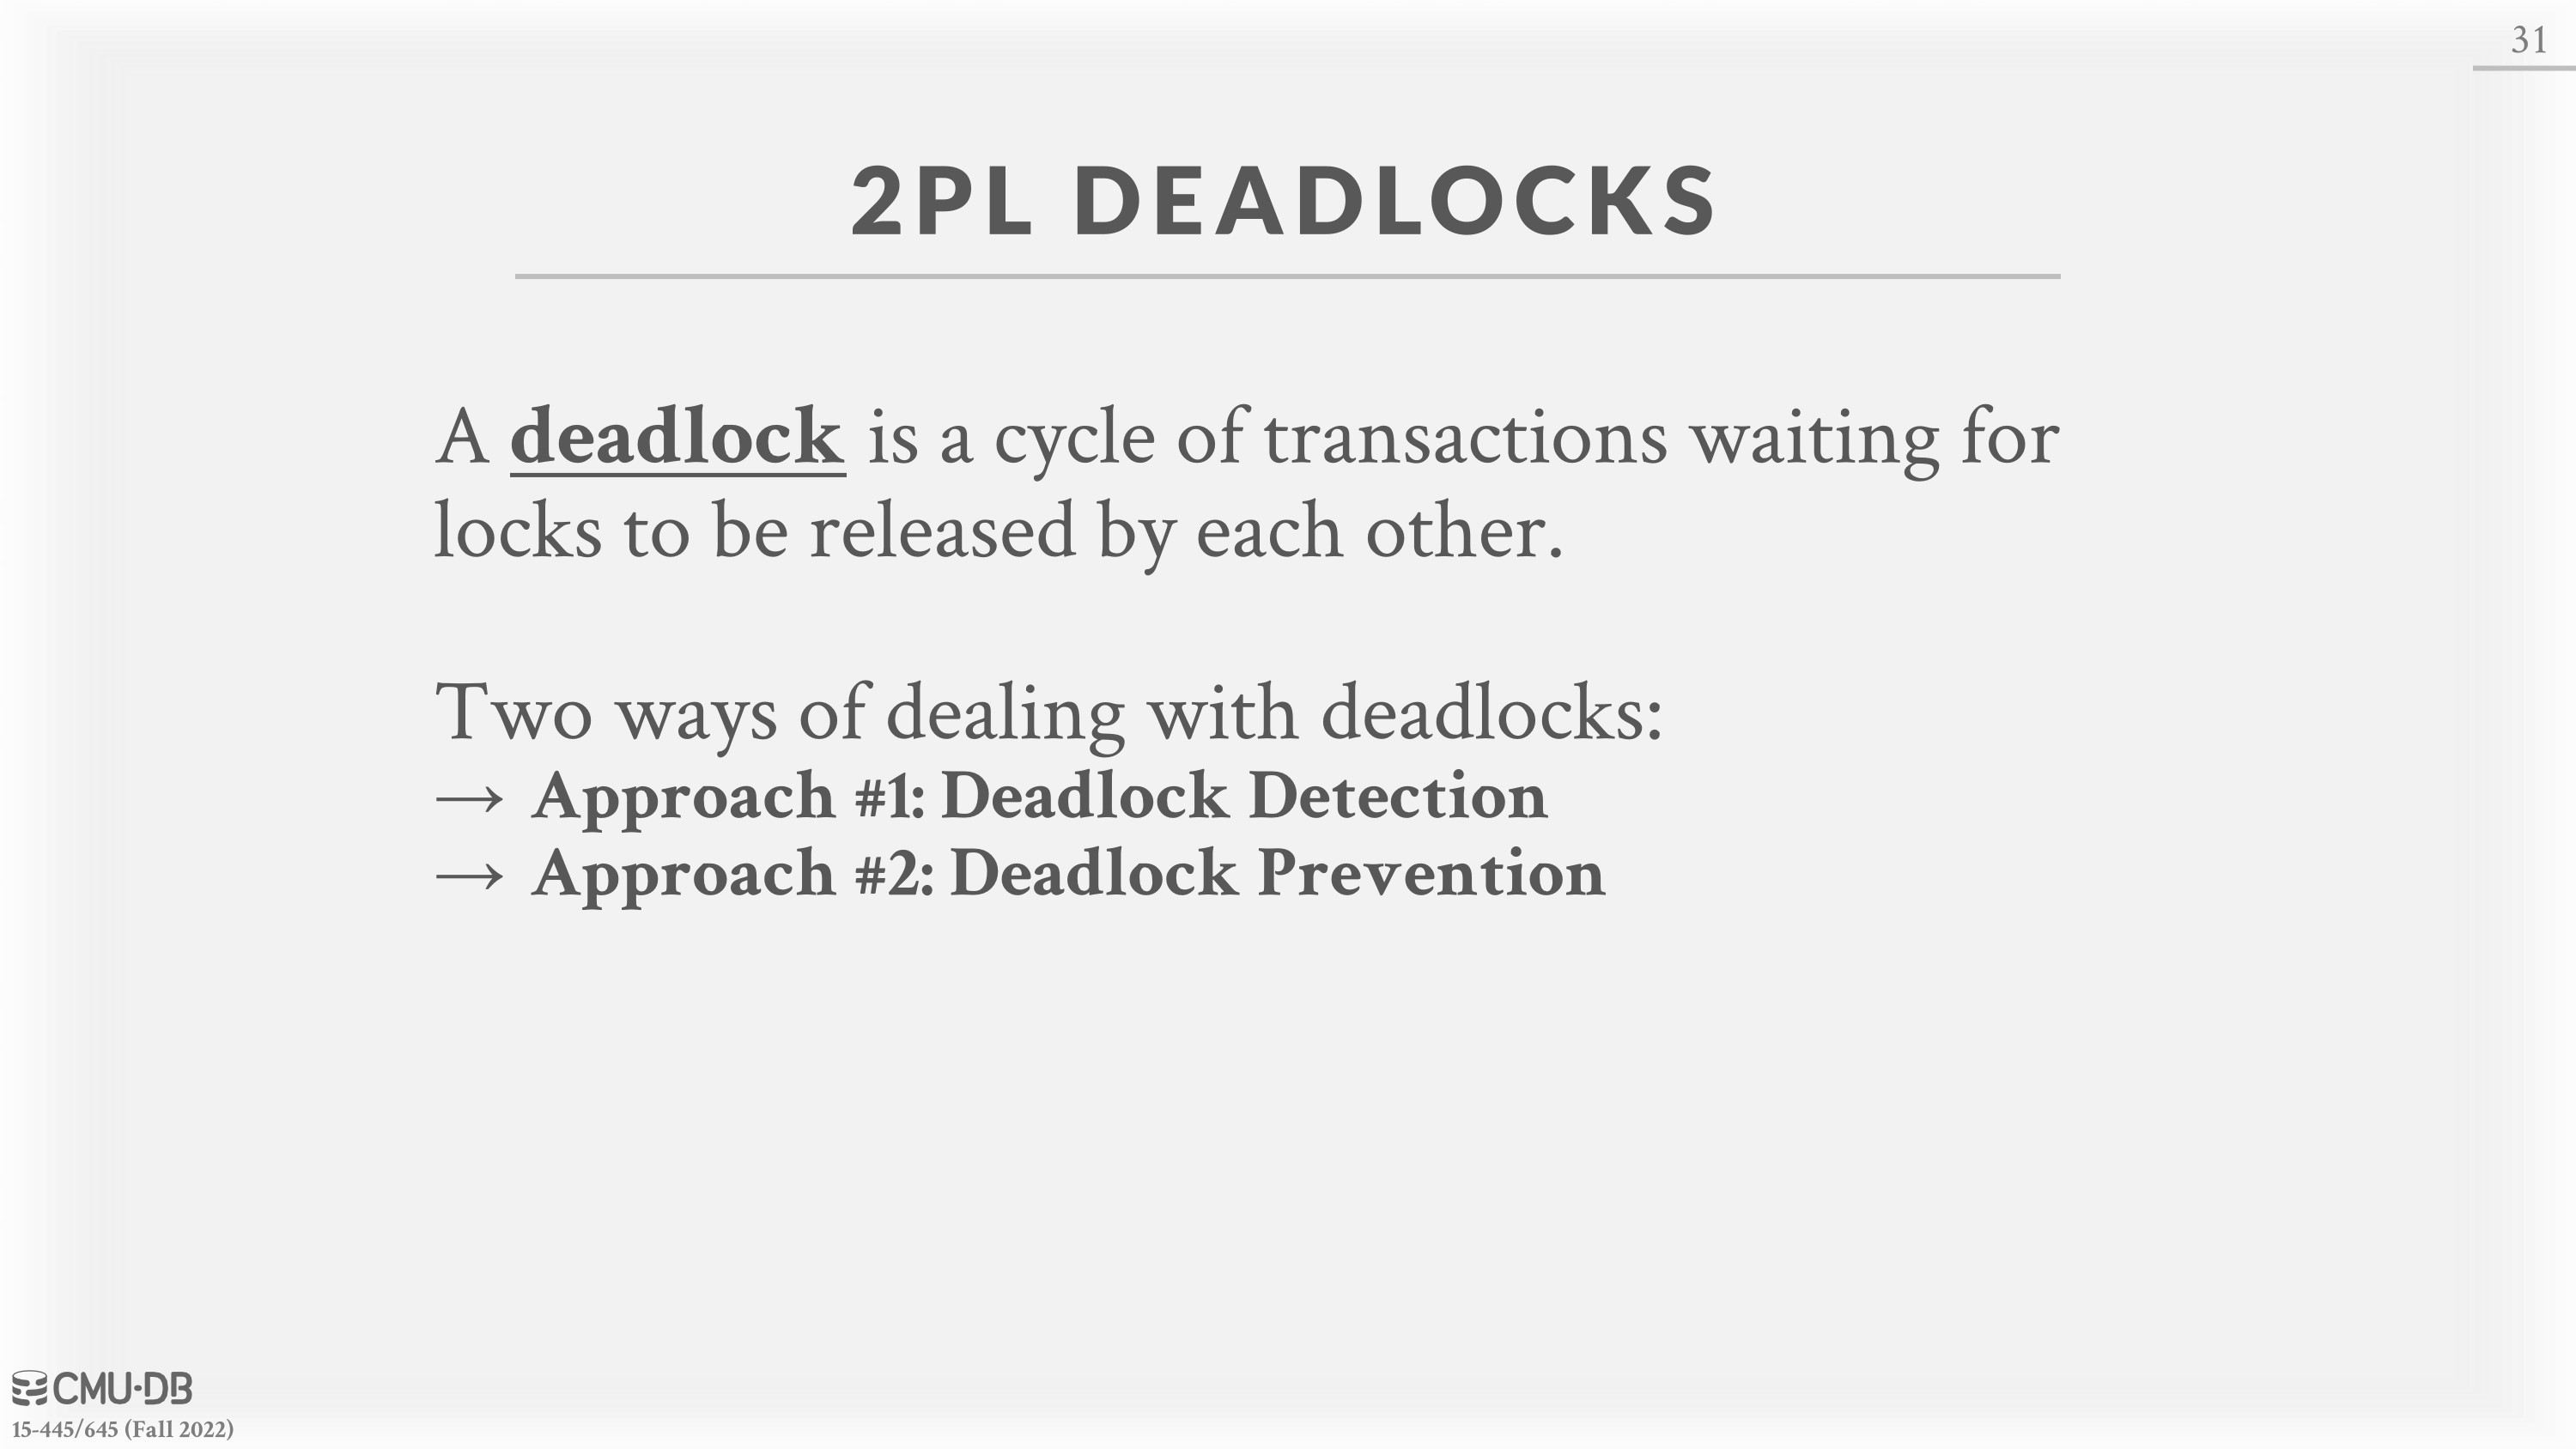 31
2PL DEADLOCKS
A deadlock is a cycle of transactions waiting for
locks to be released by each other.
Two ways of dealing with deadlocks:
→ Approach #1: Deadlock Detection
→ Approach #2: Deadlock Prevention
CMU·DB
15-445/645 (Fall 2022)